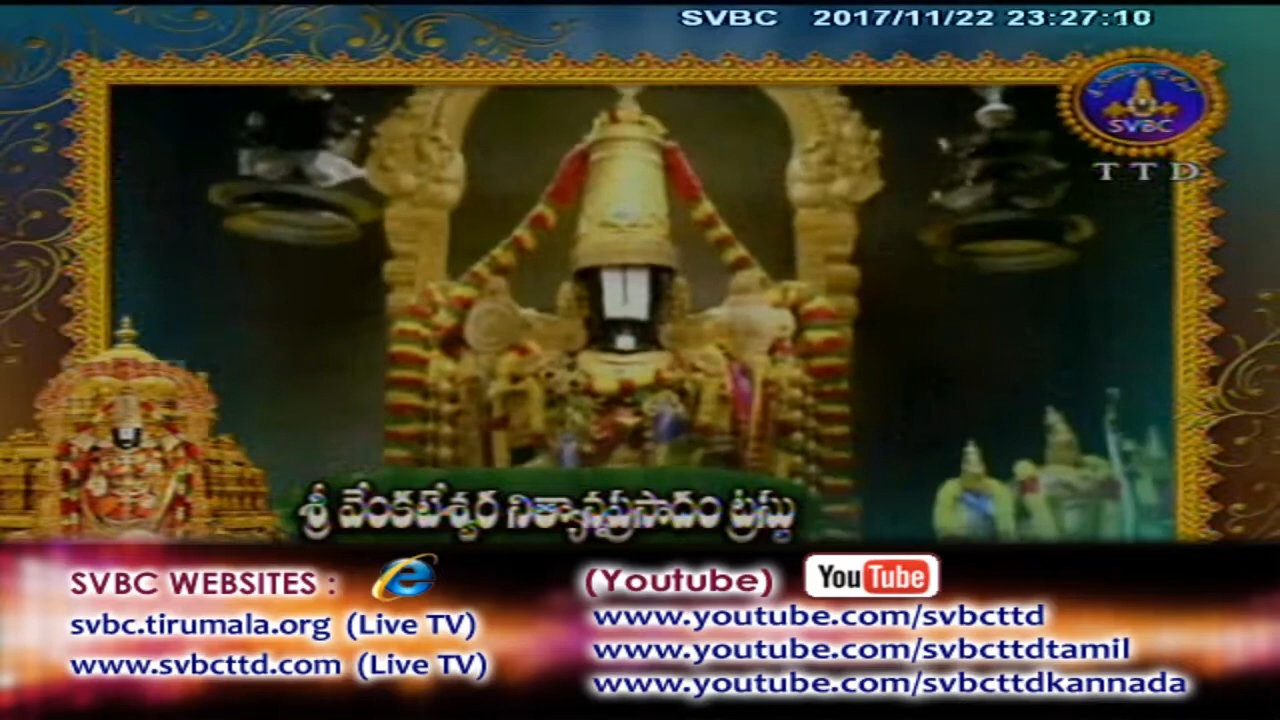 SVBC 2017/11/22 23:27:10
SVBC
TTD
శ్రీ వేంకటేశ్వర నిత్యాన్నప్రసాదం ట్రస్టు
SVBC WEBSITES :
svbc.tirumala.org (Live TV)
www.svbcttd.com (Live TV)
(Youtube) YouTube
www.youtube.com/svbcttd
www.youtube.com/svbcttdtamil
www.youtube.com/svbcttdkannada